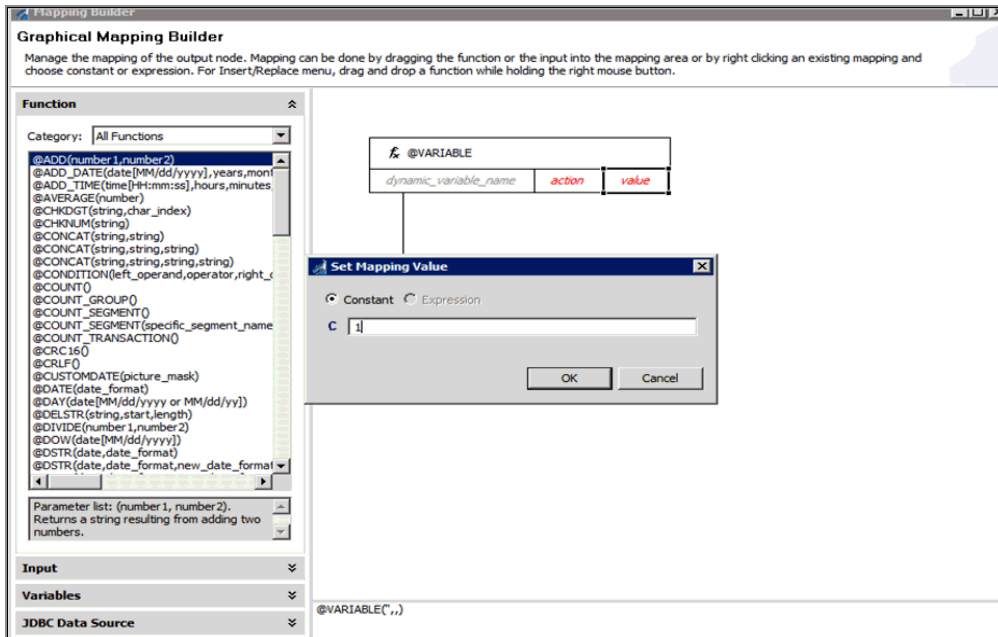 Mapping Builder
Graphical Mapping Builder
Manage the mapping of the output node. Mapping can be done by dragging the function or the input into the mapping area or by right clicking an existing mapping and
choose constant or expression. For Insert/Replace menu, drag and drop a function while holding the right mouse button.
Function
Category: All Functions
@ADD(number1,number2)
@ADD_DATE(date[MM/dd/yyyy],years,mont
@ADD_TIME(time[HH:mm:ss],hours,minutes,
@AVERAGE(number)
@CHKDGT(string,char_index)
@CHKNUM(string)
@CONCAT(string,string)
@CONCAT(string,string,string)
@CONCAT(string,string,string,string)
@CONDITION(left_operand,operator,right_c
@COUNT()
@COUNT_GROUP()
@COUNT_SEGMENT()
@COUNT_SEGMENT(specific_segment_name
@COUNT_TRANSACTION()
@CRC16()
@CRLF()
@CUSTOMDATE(picture_mask)
@DATE(date_format)
@DAY(date[MM/dd/yyyy or MM/dd/yy])
@DELSTR(string,start,length)
@DIVIDE(number1,number2)
@DOW(date[MM/dd/yyyy])
@DSTR(date,date_format)
@DSTR(date,date_format,new_date_format
Parameter list: (number1, number2).
Returns a string resulting from adding two
numbers.
Input
Variables
JDBC Data Source
fx @VARIABLE
dynamic_variable_name action value
Set Mapping Value
Constant Expression
C 1
OK Cancel
@VARIABLE('',,)